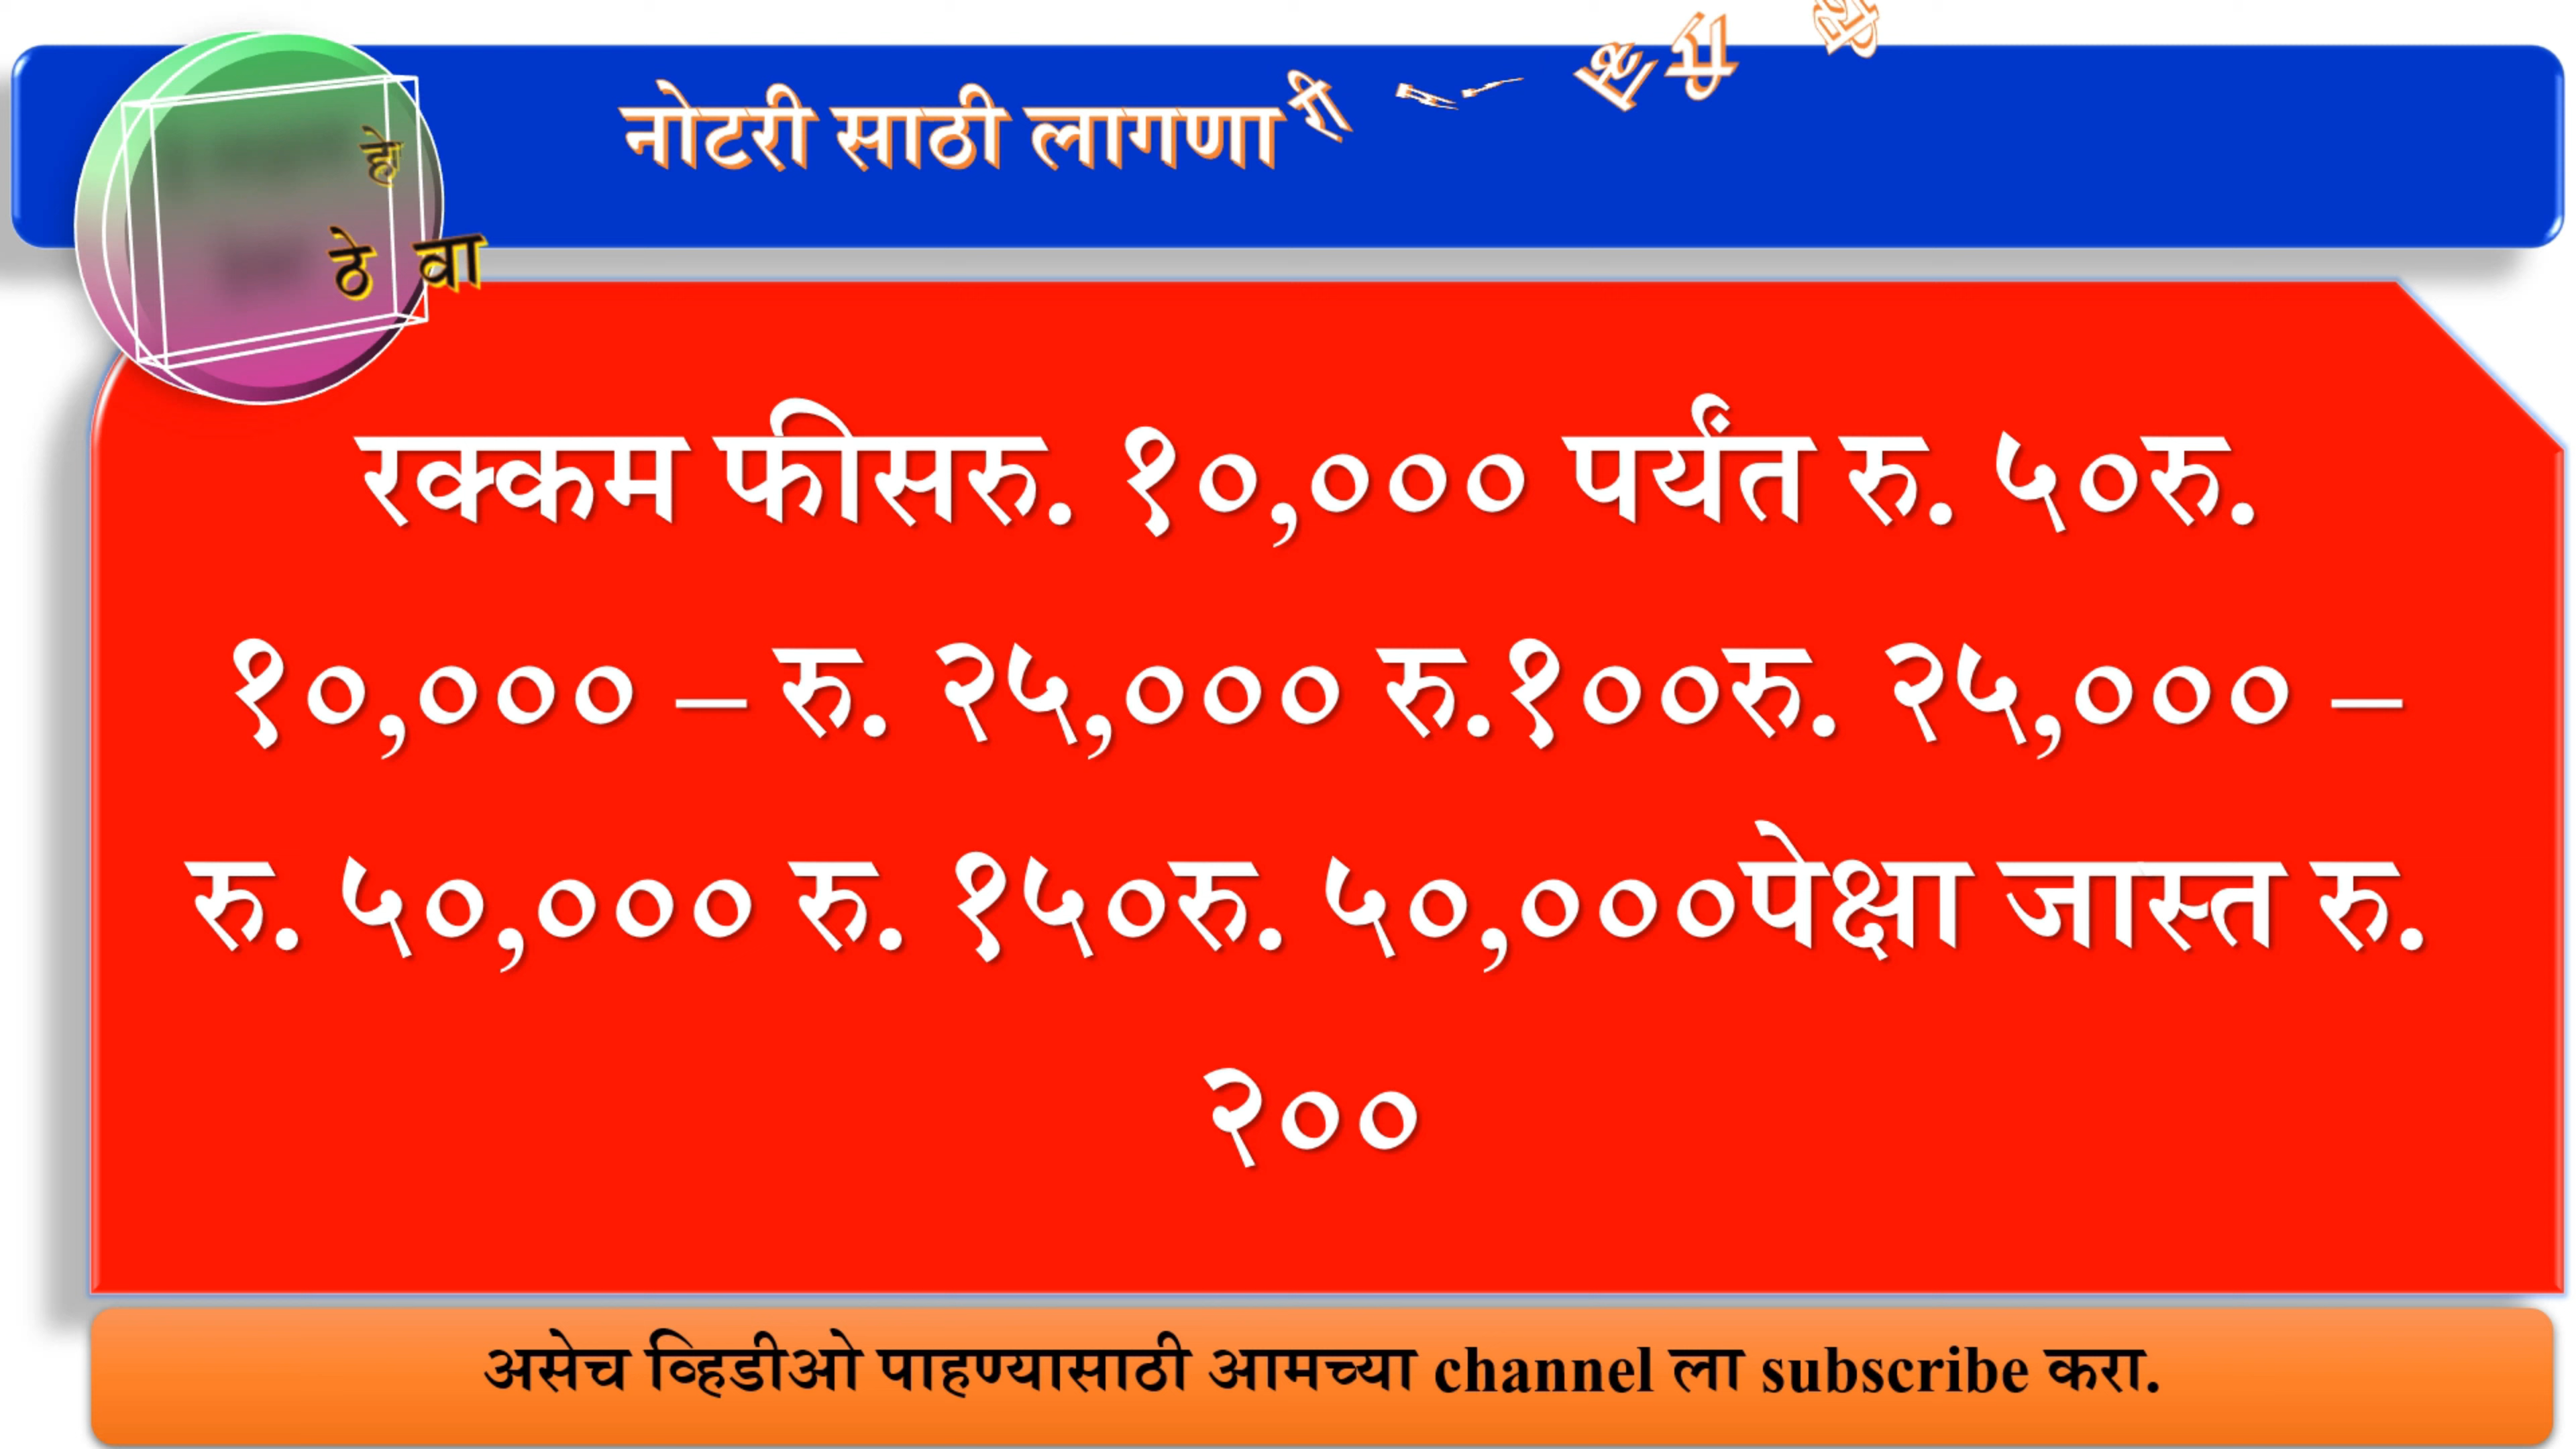 नोटरी साठी लागणारी
हे
ठे वा
रक्कम फीसरु. १०,००० पर्यंत रु. ५०रु.
१०,००० – रु. २५,००० रु.१००रु. २५,००० –
रु. ५०,००० रु. १५०रु. ५०,०००पेक्षा जास्त रु.
२००
असेच व्हिडीओ पाहण्यासाठी आमच्या channel ला subscribe करा.